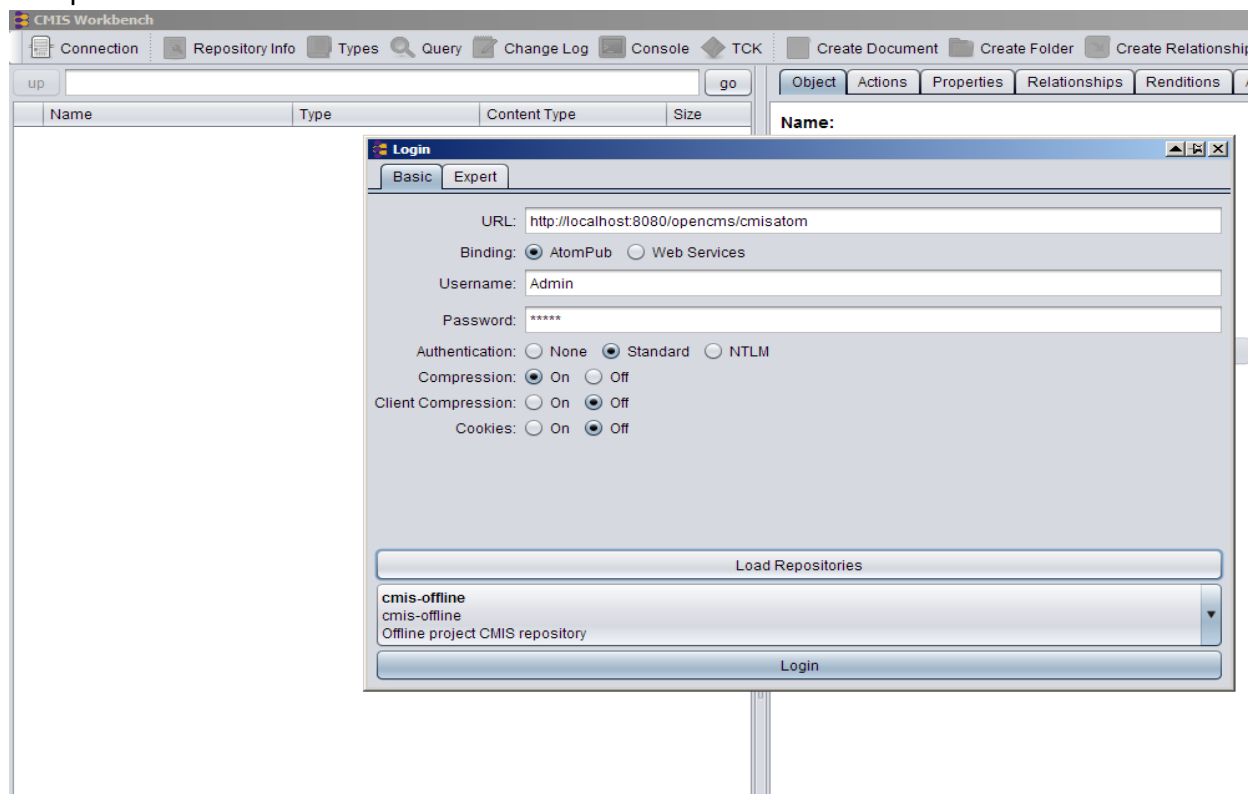 CMIS Workbench
Connection Repository Info Types Query Change Log Console TCK Create Document Create Folder Create Relationship
up go Object Actions Properties Relationships Renditions
Name Type Content Type Size
Name:
Login
Basic Expert
URL: http://localhost:8080/opencms/cmisatom
Binding: AtomPub Web Services
Username: Admin
Password: *****
Authentication: None Standard NTLM
Compression: On Off
Client Compression: On Off
Cookies: On Off
Load Repositories
cmis-offline
cmis-offline
Offline project CMIS repository
Login